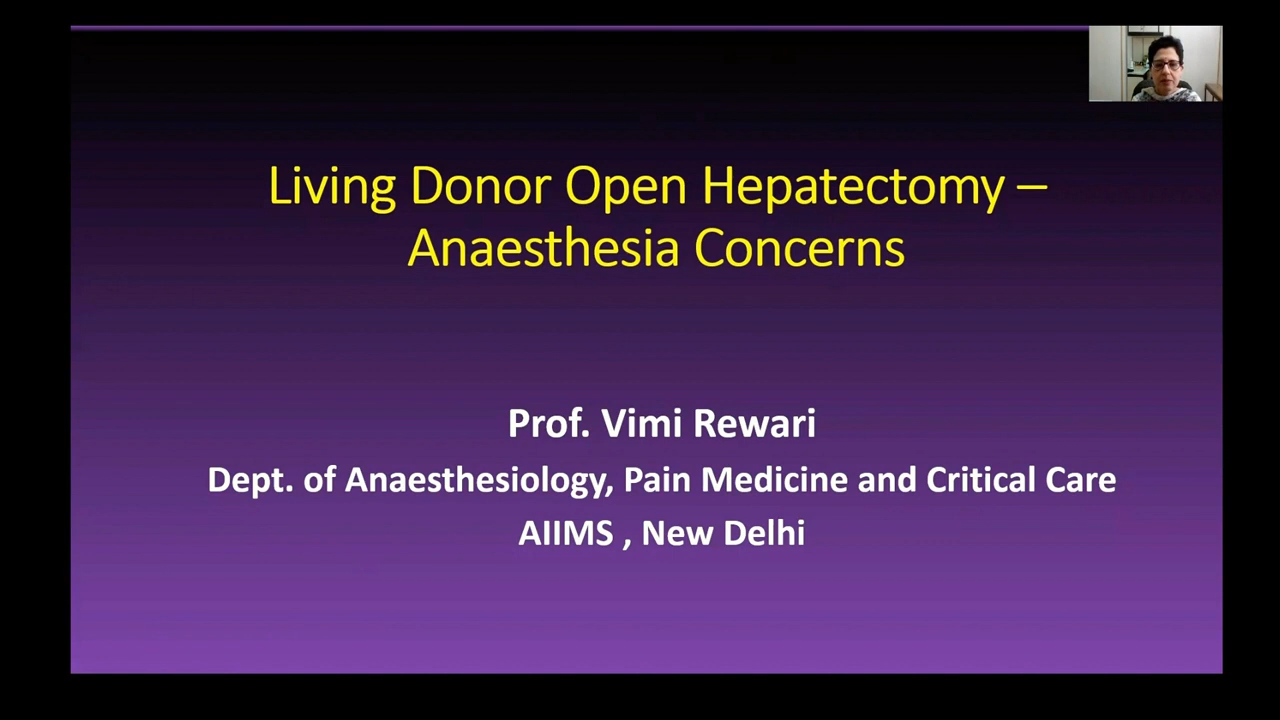 Living Donor Open Hepatectomy –
Anaesthesia Concerns
Prof. Vimi Rewari
Dept. of Anaesthesiology, Pain Medicine and Critical Care
AIIMS , New Delhi